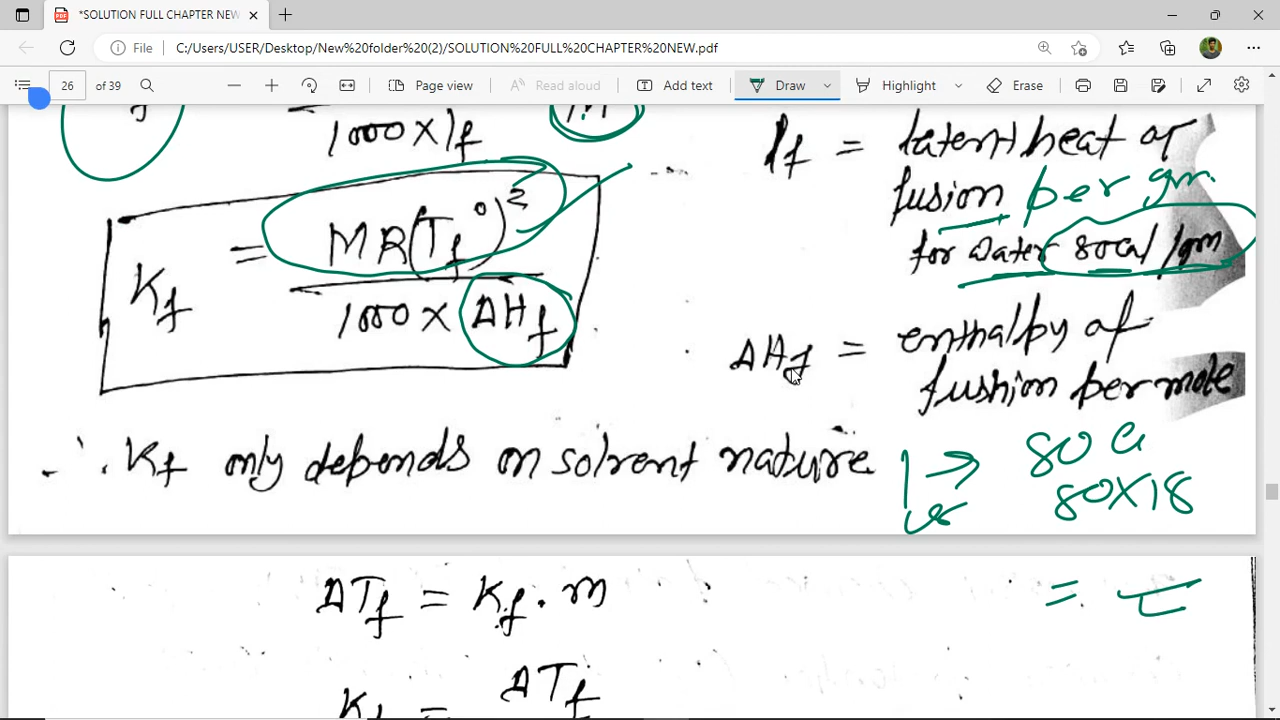 *SOLUTION FULL CHAPTER NEW
File C:/Users/USER/Desktop/New%20folder%20(2)/SOLUTION%20FULL%20CHAPTER%20NEW.pdf
26 of 39 Page view Read aloud Add text Draw Highlight Erase
1000 X lf
lf = latent heat of
fusion per gm.
for water 80cal/gm
Kf = MR(Tf°)²
1000 X ΔHf
ΔHf = enthalpy of
fushion per mole
∴ Kf only depends on solvent nature
80
80X18
=
ΔTf = Kf . m
Kf = ΔTf